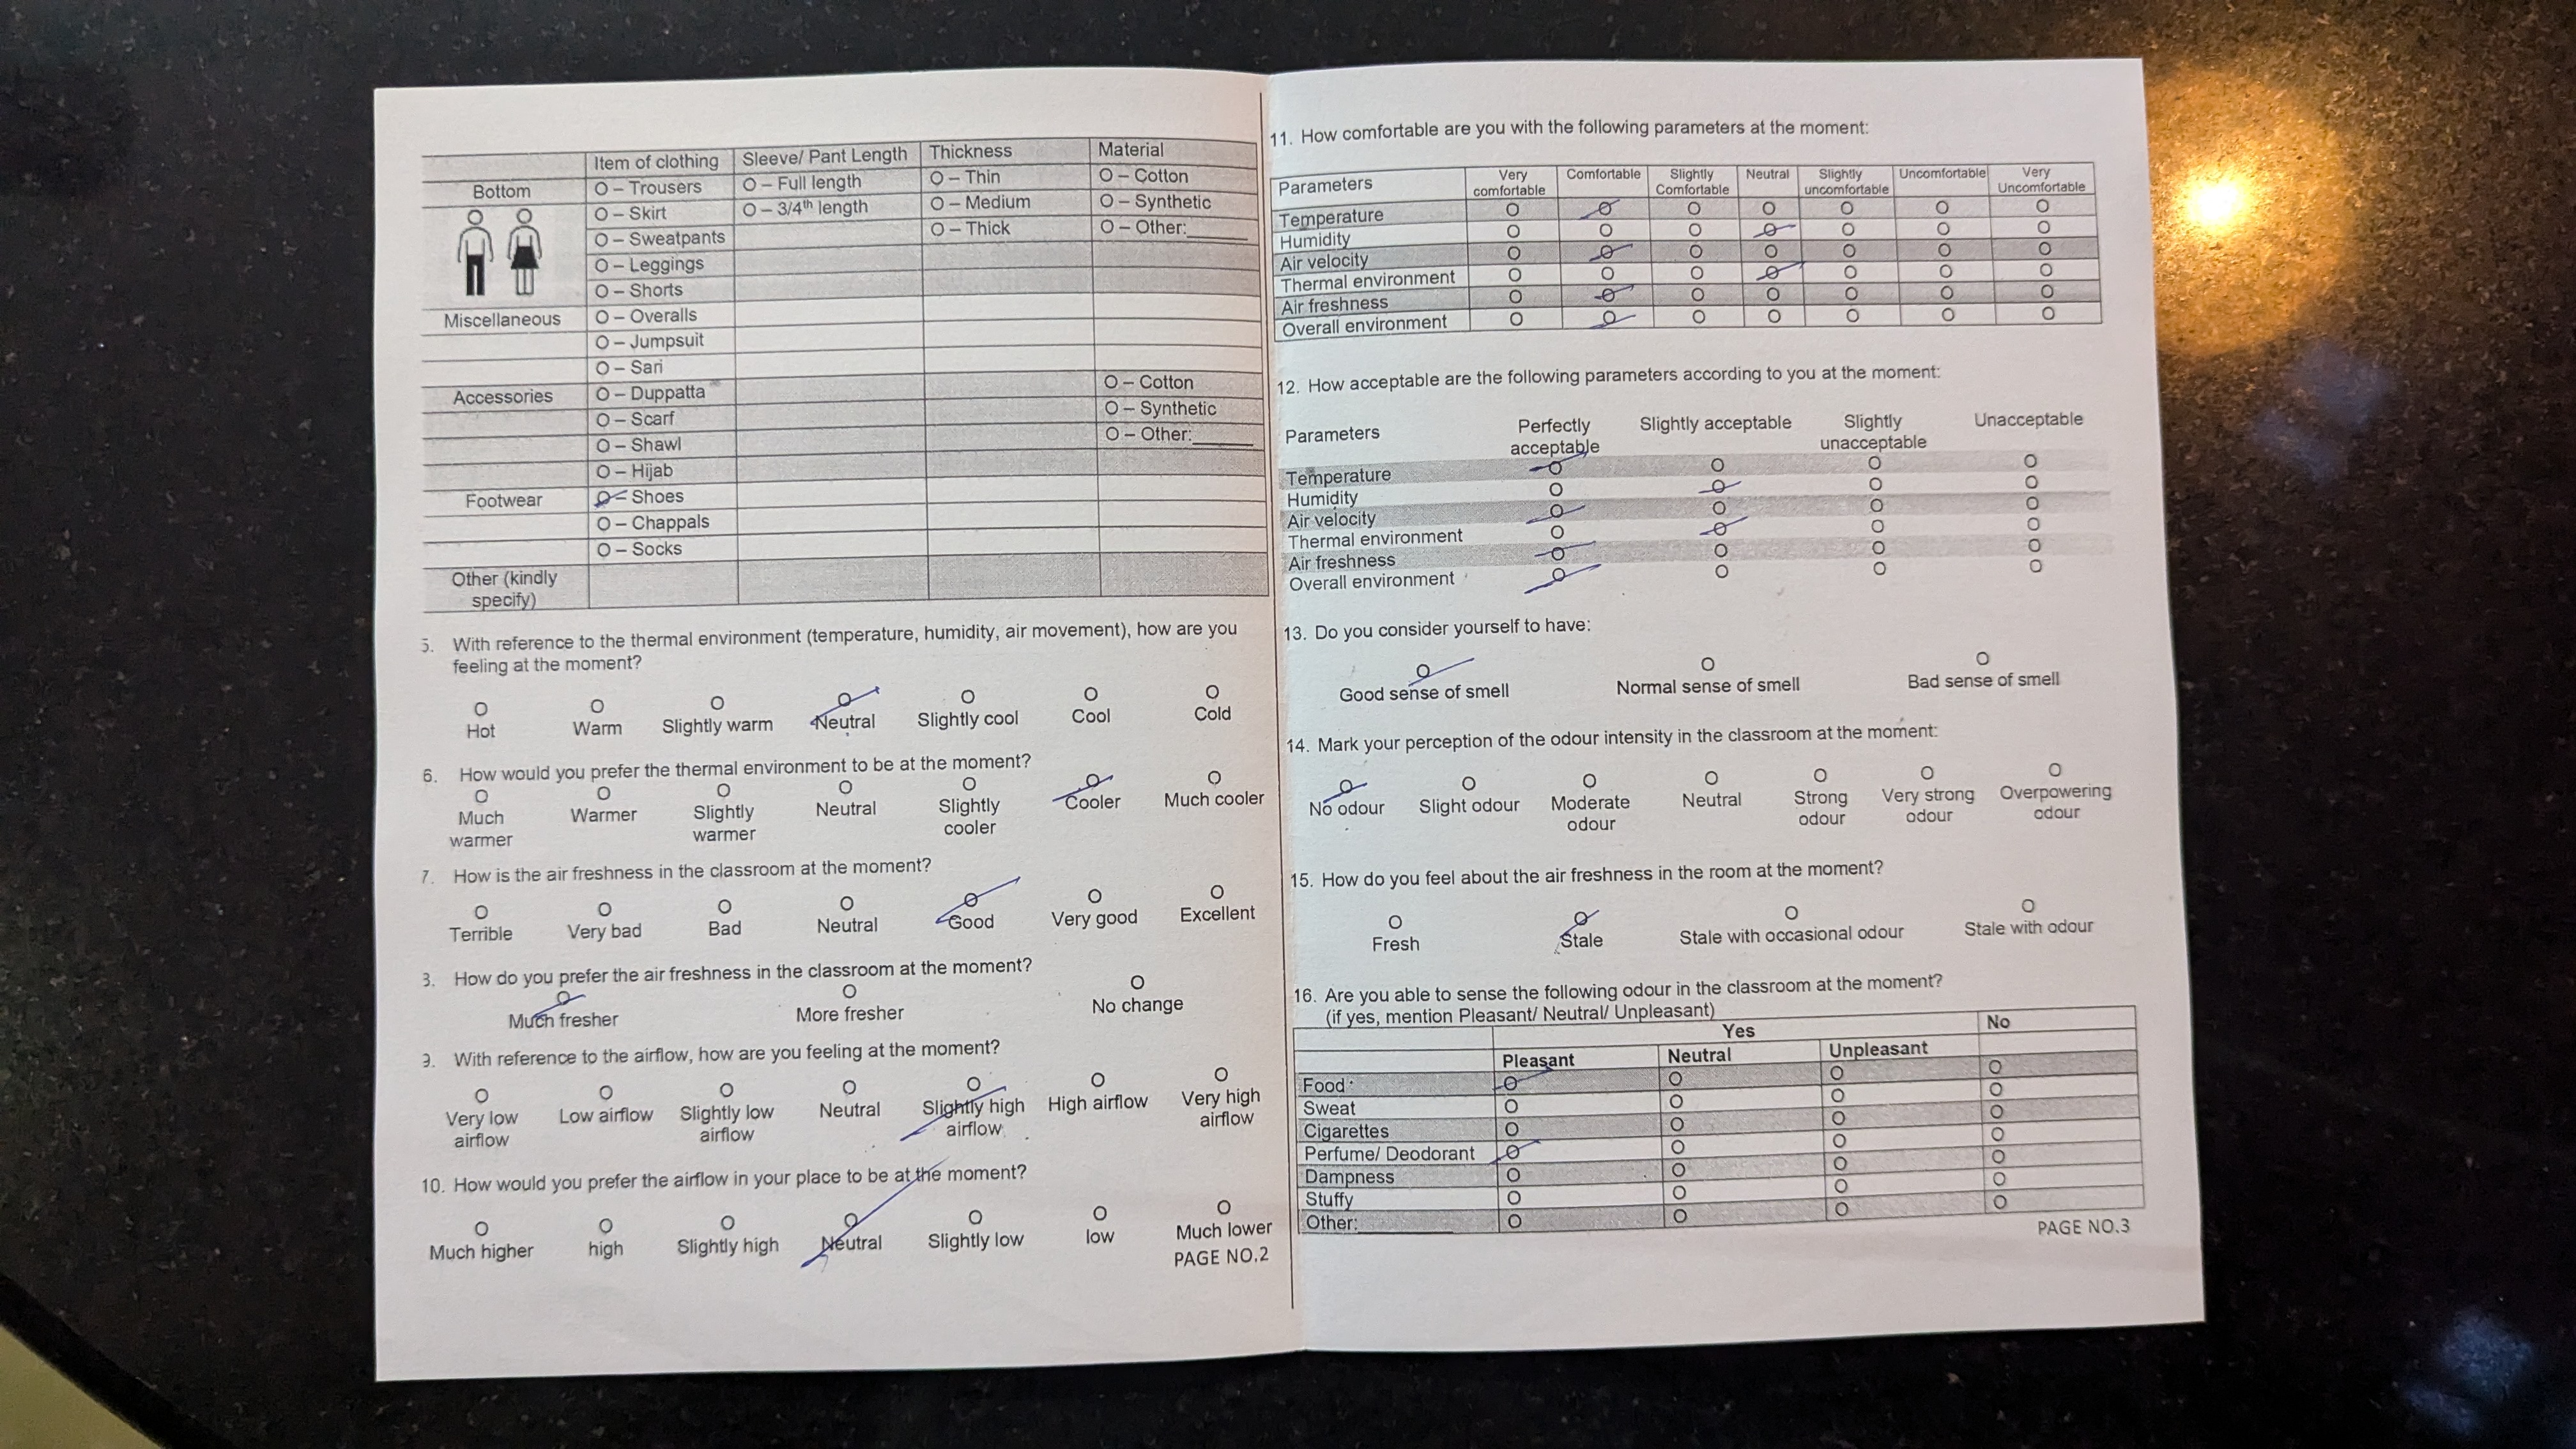 Item of clothing Sleeve/ Pant Length Thickness Material
Bottom O – Trousers O – Full length O – Thin O – Cotton
O – Skirt O – 3/4th length O – Medium O – Synthetic
O – Sweatpants O – Thick O – Other:______
O – Leggings
O – Shorts
Miscellaneous O – Overalls
O – Jumpsuit
O – Sari
Accessories O – Duppatta O – Cotton
O – Scarf O – Synthetic
O – Shawl O – Other:______
O – Hijab
Footwear O – Shoes
O – Chappals
O – Socks
Other (kindly
specify)
5. With reference to the thermal environment (temperature, humidity, air movement), how are you
feeling at the moment?
O O O O O O O
Hot Warm Slightly warm Neutral Slightly cool Cool Cold
6. How would you prefer the thermal environment to be at the moment?
O O O O O O O
Much Warmer Slightly Neutral Slightly Cooler Much cooler
warmer warmer cooler
7. How is the air freshness in the classroom at the moment?
O O O O O O O
Terrible Very bad Bad Neutral Good Very good Excellent
3. How do you prefer the air freshness in the classroom at the moment?
O O O
Much fresher More fresher No change
9. With reference to the airflow, how are you feeling at the moment?
O O O O O O O
Very low Low airflow Slightly low Neutral Slightly high High airflow Very high
airflow airflow airflow airflow
10. How would you prefer the airflow in your place to be at the moment?
O O O O O O O
Much higher high Slightly high Neutral Slightly low low Much lower
PAGE NO.2
11. How comfortable are you with the following parameters at the moment:
Parameters Very Comfortable Slightly Neutral Slightly Uncomfortable Very
comfortable Comfortable uncomfortable Uncomfortable
Temperature O O O O O O O
Humidity O O O O O O O
Air velocity O O O O O O O
Thermal environment O O O O O O O
Air freshness O O O O O O O
Overall environment O O O O O O O
12. How acceptable are the following parameters according to you at the moment:
Parameters Perfectly Slightly acceptable Slightly Unacceptable
acceptable unacceptable
Temperature O O O O
Humidity O O O O
Air velocity O O O O
Thermal environment O O O O
Air freshness O O O O
Overall environment O O O O
13. Do you consider yourself to have:
O O O
Good sense of smell Normal sense of smell Bad sense of smell
14. Mark your perception of the odour intensity in the classroom at the moment:
O O O O O O O
No odour Slight odour Moderate Neutral Strong Very strong Overpowering
odour odour odour odour
15. How do you feel about the air freshness in the room at the moment?
O O O O
Fresh Stale Stale with occasional odour Stale with odour
16. Are you able to sense the following odour in the classroom at the moment?
(if yes, mention Pleasant/ Neutral/ Unpleasant)
Yes No
Pleasant Neutral Unpleasant
Food O O O O
Sweat O O O O
Cigarettes O O O O
Perfume/ Deodorant O O O O
Dampness O O O O
Stuffy O O O O
Other:__________ O O O O
PAGE NO.3